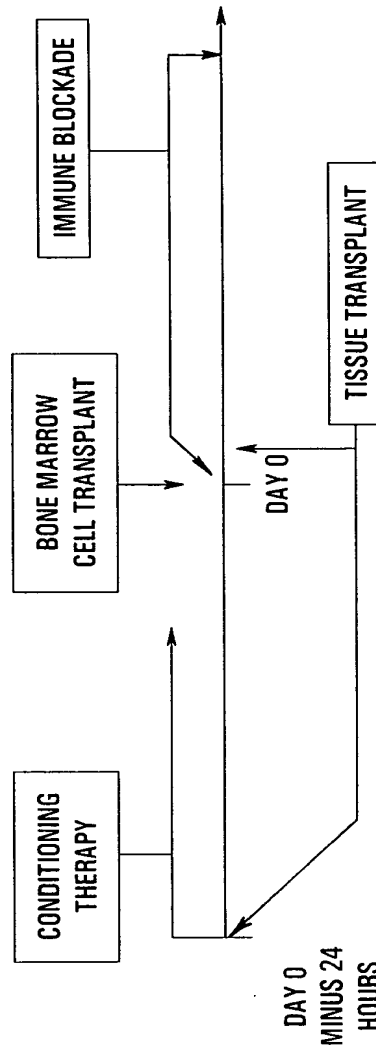 CONDITIONING
THERAPY
BONE MARROW
CELL TRANSPLANT
IMMUNE BLOCKADE
DAY 0
DAY 0
MINUS 24
HOURS
TISSUE TRANSPLANT